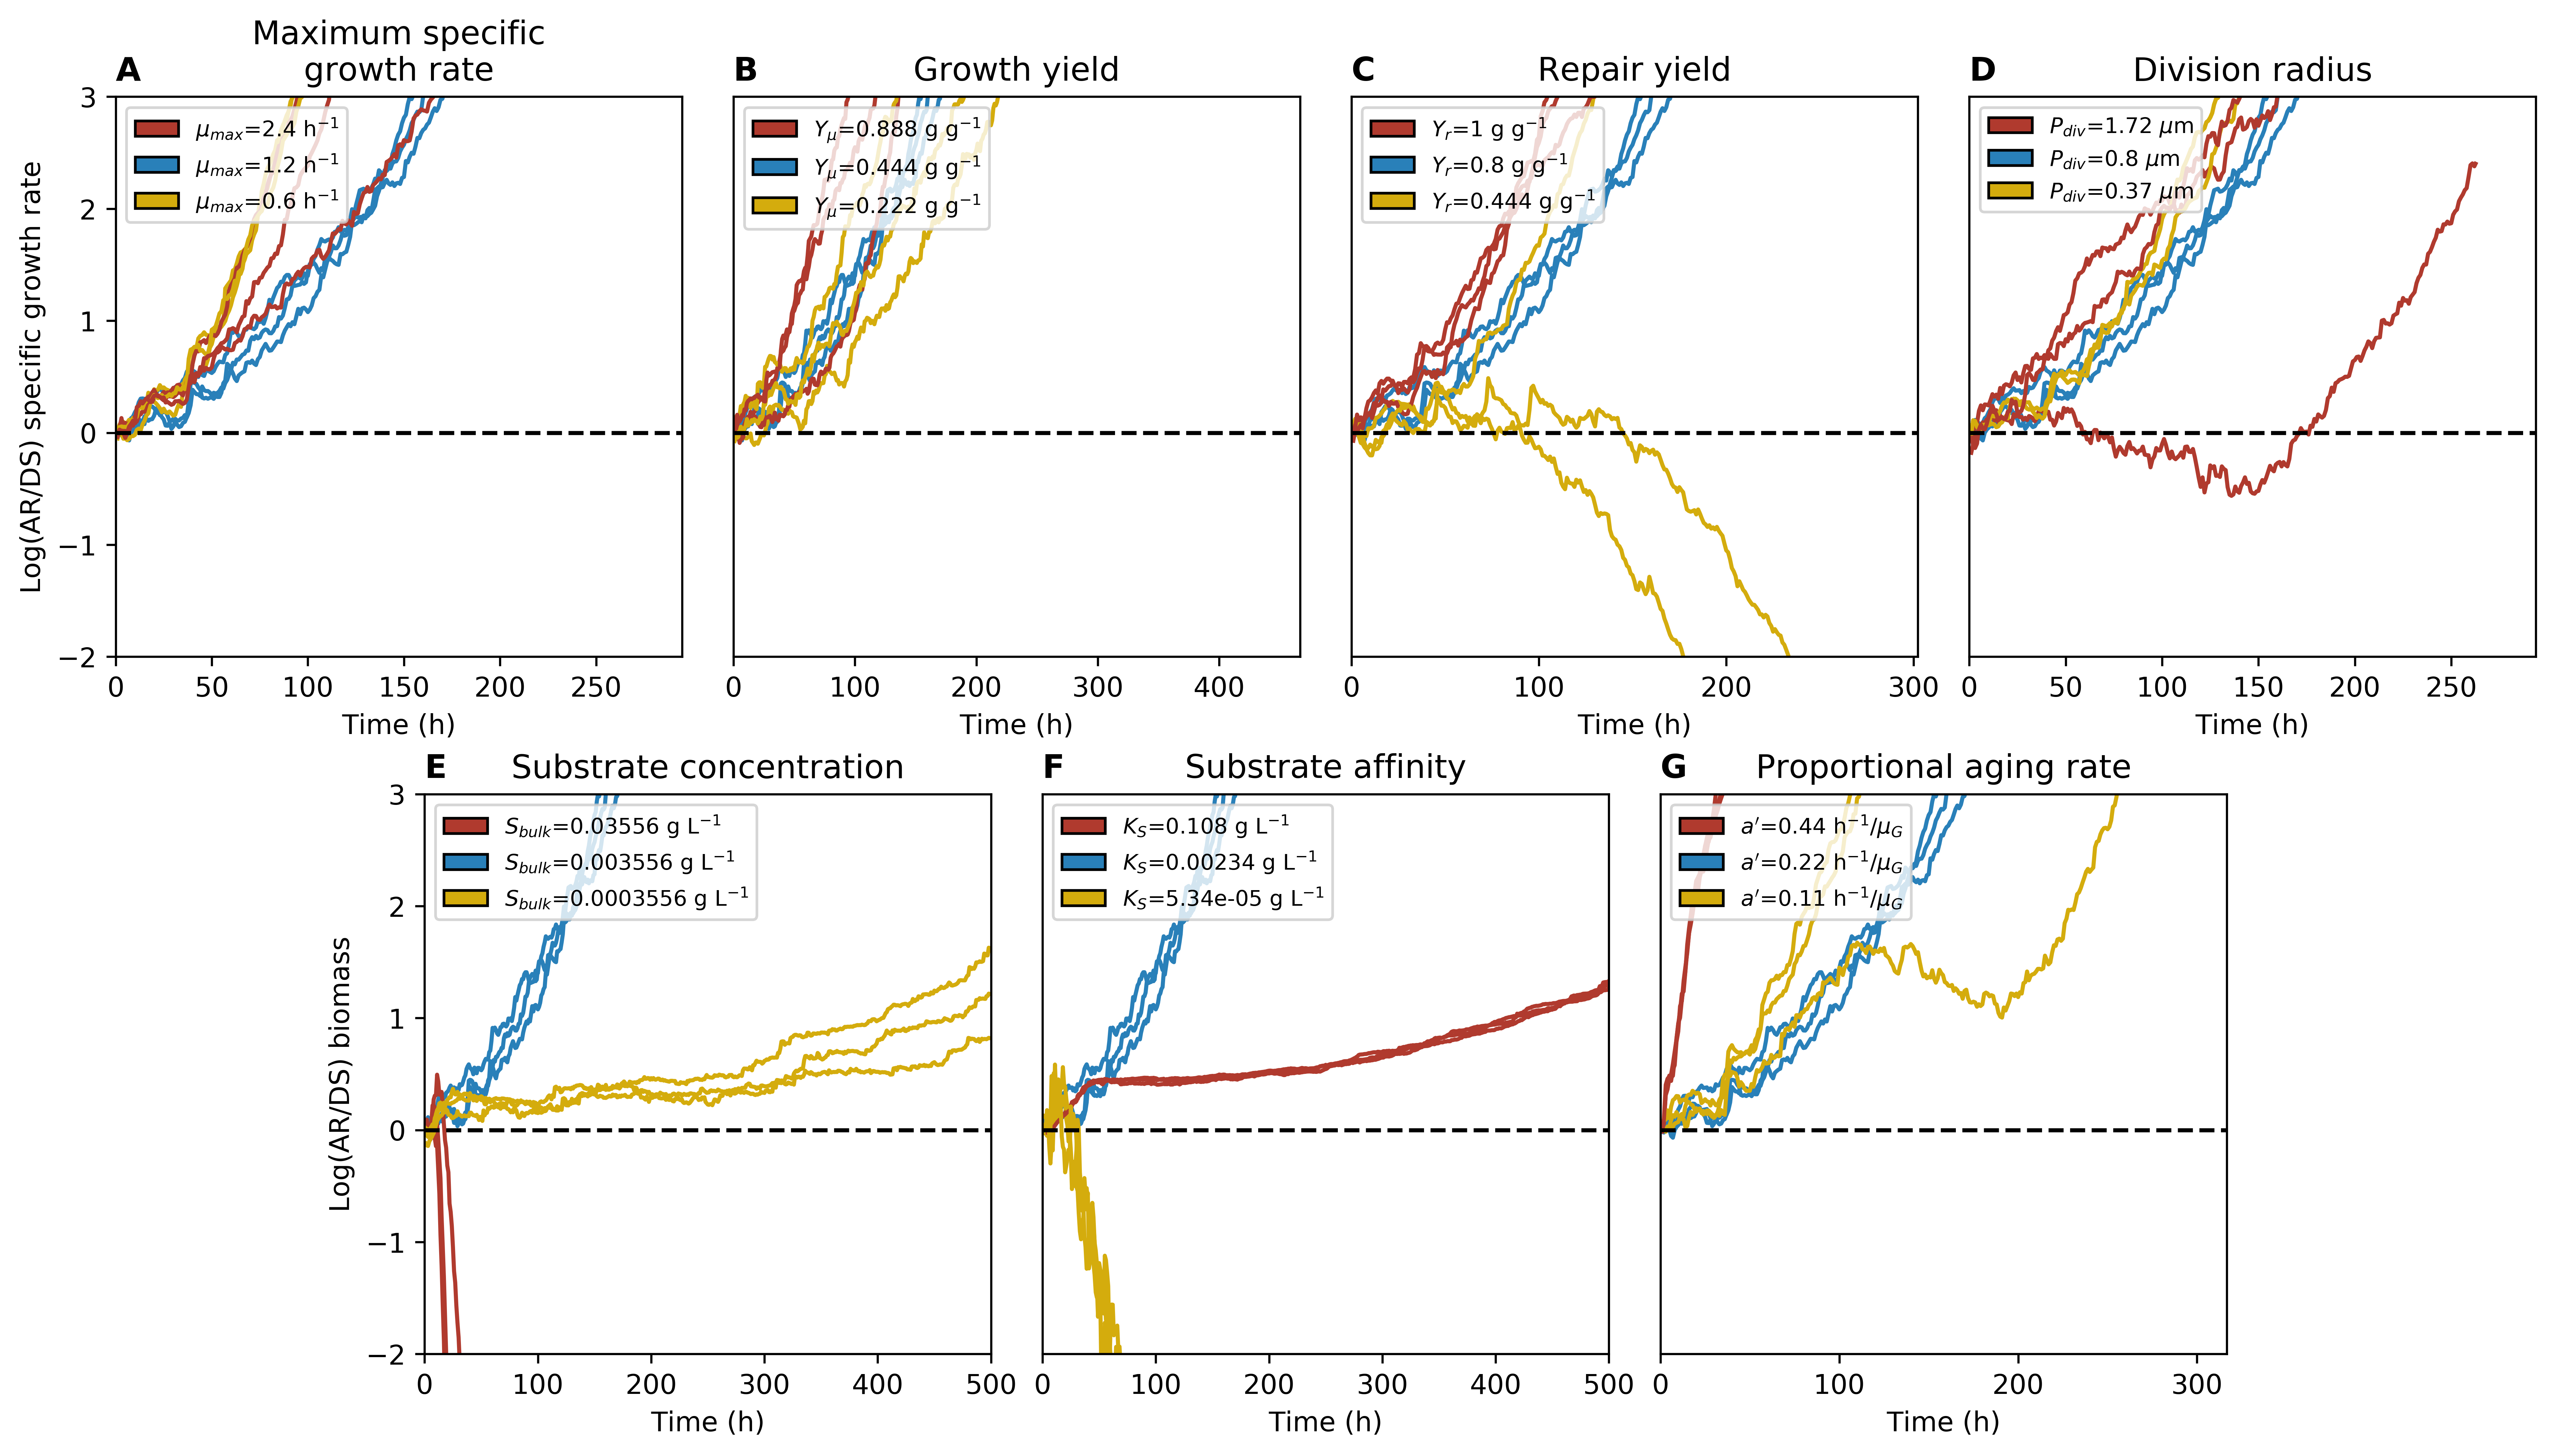 Maximum specific
growth rate
A
B Growth yield
C Repair yield
D Division radius
Log(AR/DS) specific growth rate
3
2
1
0
−1
−2
μmax=2.4 h−1
μmax=1.2 h−1
μmax=0.6 h−1
0 50 100 150 200 250
Time (h)
Yμ=0.888 g g−1
Yμ=0.444 g g−1
Yμ=0.222 g g−1
0 100 200 300 400
Time (h)
Yr=1 g g−1
Yr=0.8 g g−1
Yr=0.444 g g−1
0 100 200 300
Time (h)
Pdiv=1.72 μm
Pdiv=0.8 μm
Pdiv=0.37 μm
0 50 100 150 200 250
Time (h)
E Substrate concentration
F Substrate affinity
G Proportional aging rate
Log(AR/DS) biomass
3
2
1
0
−1
−2
Sbulk=0.03556 g L−1
Sbulk=0.003556 g L−1
Sbulk=0.0003556 g L−1
0 100 200 300 400 500
Time (h)
KS=0.108 g L−1
KS=0.00234 g L−1
KS=5.34e-05 g L−1
0 100 200 300 400 500
Time (h)
a′=0.44 h−1/μG
a′=0.22 h−1/μG
a′=0.11 h−1/μG
0 100 200 300
Time (h)